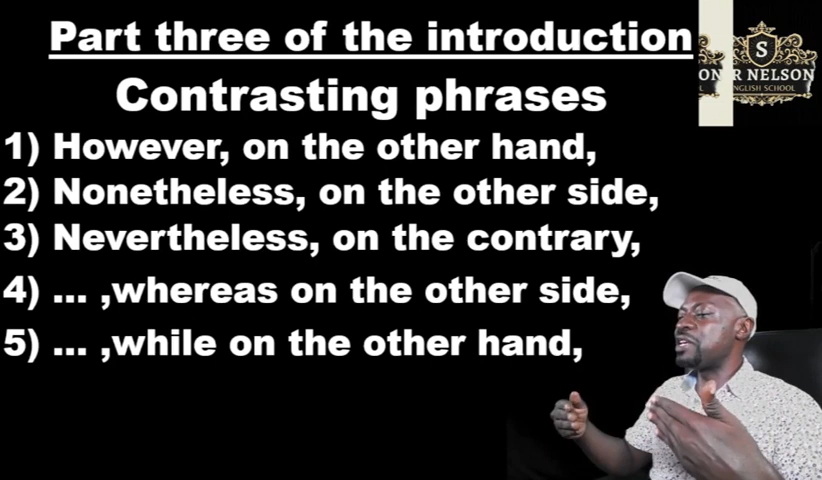 Part three of the introduction
Contrasting phrases
1) However, on the other hand,
2) Nonetheless, on the other side,
3) Nevertheless, on the contrary,
4) ... ,whereas on the other side,
5) ... ,while on the other hand,
S
NELSON
ENGLISH SCHOOL